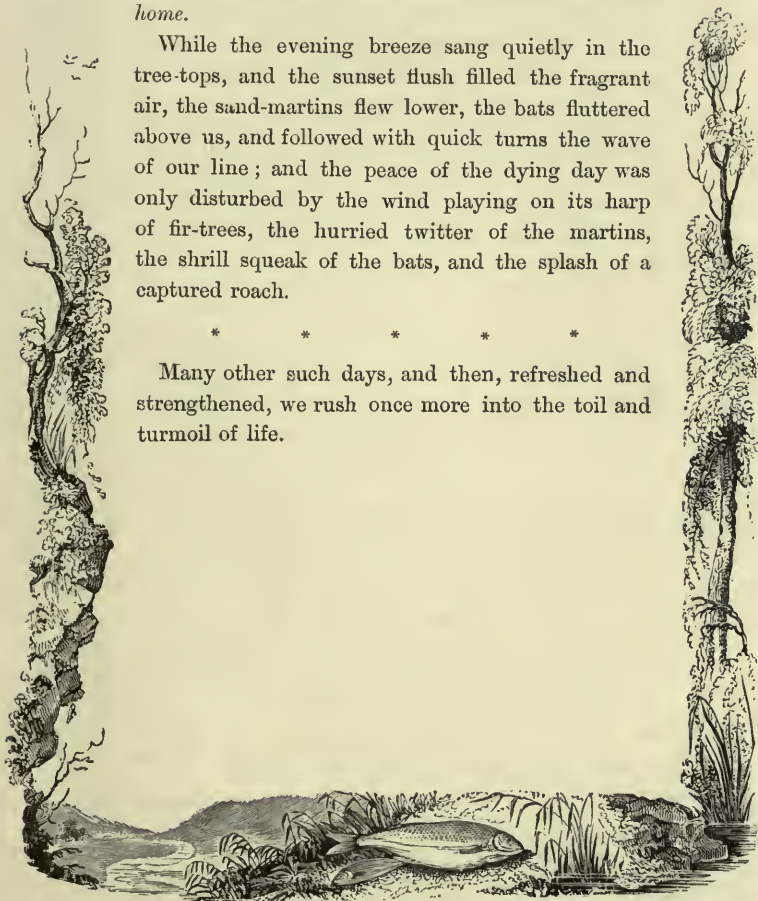 home.
While the evening breeze sang quietly in the
tree-tops, and the sunset flush filled the fragrant
air, the sand-martins flew lower, the bats fluttered
above us, and followed with quick turns the wave
of our line ; and the peace of the dying day was
only disturbed by the wind playing on its harp
of fir-trees, the hurried twitter of the martins,
the shrill squeak of the bats, and the splash of a
captured roach.
* * * * *
Many other such days, and then, refreshed and
strengthened, we rush once more into the toil and
turmoil of life.